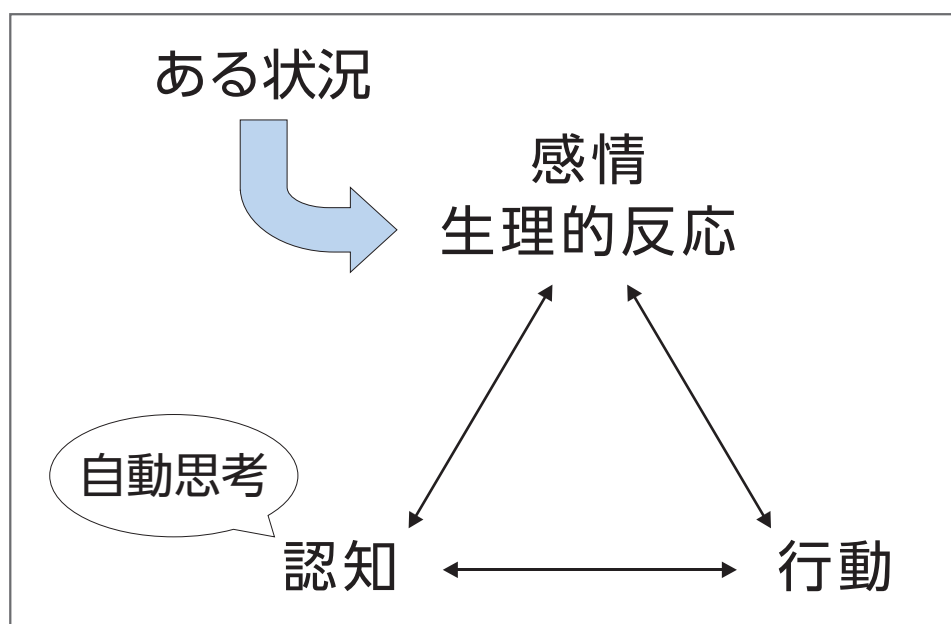 ある状況
感情
生理的反応
自動思考
認知
行動